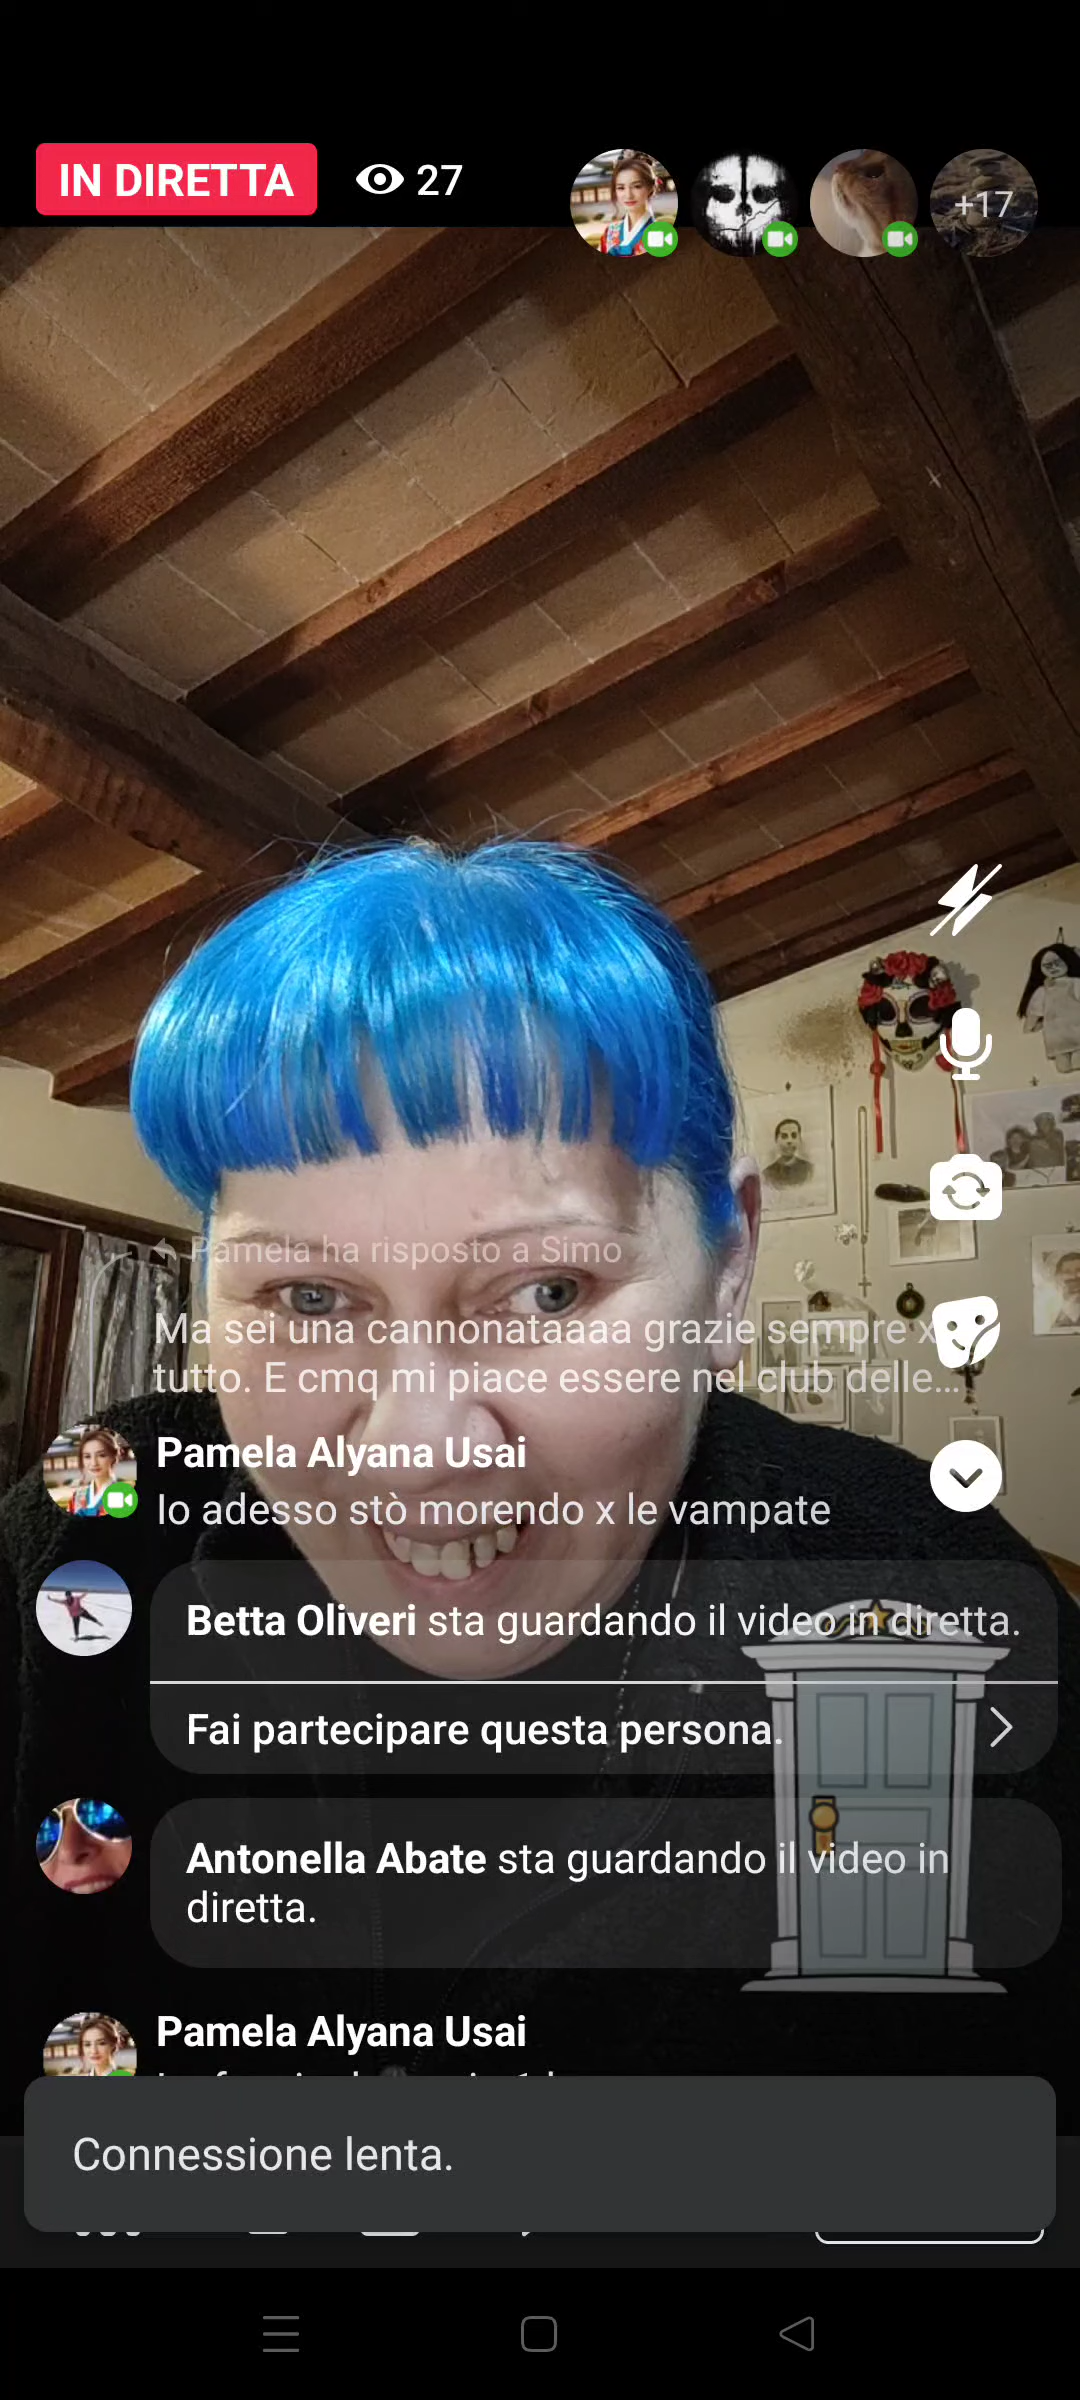 IN DIRETTA
27
+17
Pamela ha risposto a Simo
Ma sei una cannonataaaa grazie sempre x
tutto. E cmq mi piace essere nel club delle...
Pamela Alyana Usai
Io adesso stò morendo x le vampate
Betta Oliveri sta guardando il video in diretta.
Fai partecipare questa persona.
Antonella Abate sta guardando il video in
diretta.
Pamela Alyana Usai
Connessione lenta.